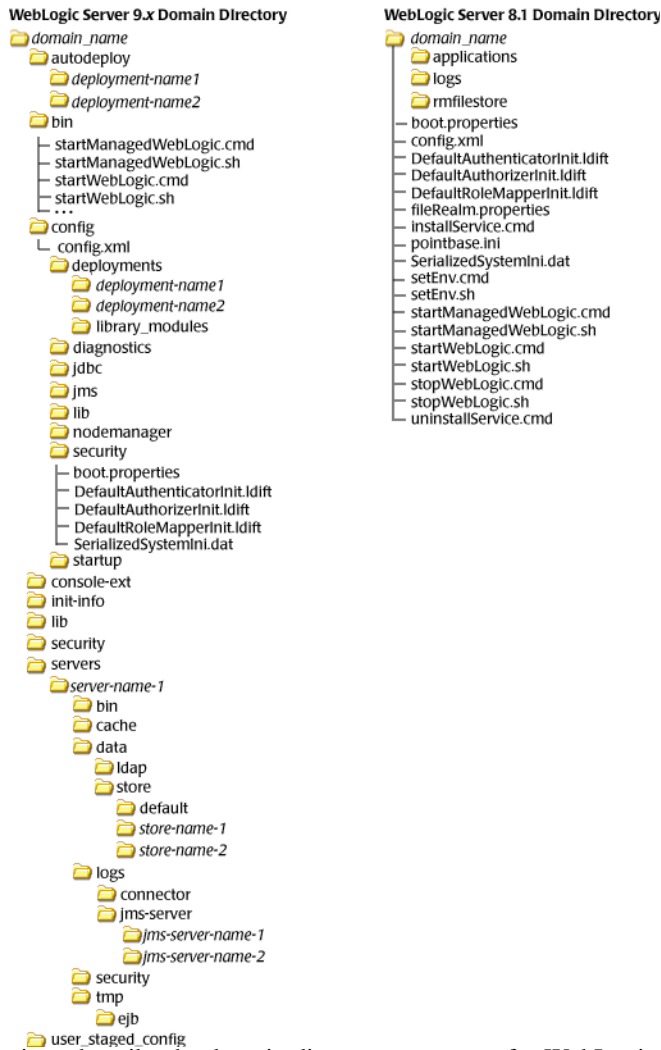 WebLogic Server 9.x Domain Directory
domain_name
autodeploy
deployment-name1
deployment-name2
bin
startManagedWebLogic.cmd
startManagedWebLogic.sh
startWebLogic.cmd
startWebLogic.sh
...
config
config.xml
deployments
deployment-name1
deployment-name2
library_modules
diagnostics
jdbc
jms
lib
nodemanager
security
boot.properties
DefaultAuthenticatorInit.ldift
DefaultAuthorizerInit.ldift
DefaultRoleMapperInit.ldift
SerializedSystemIni.dat
startup
console-ext
init-info
lib
security
servers
server-name-1
bin
cache
data
ldap
store
default
store-name-1
store-name-2
logs
connector
jms-server
jms-server-name-1
jms-server-name-2
security
tmp
ejb
user_staged_config
WebLogic Server 8.1 Domain Directory
domain_name
applications
logs
rmfilestore
boot.properties
config.xml
DefaultAuthenticatorInit.ldift
DefaultAuthorizerInit.ldift
DefaultRoleMapperInit.ldift
fileRealm.properties
installService.cmd
pointbase.ini
SerializedSystemIni.dat
setEnv.cmd
setEnv.sh
startManagedWebLogic.cmd
startManagedWebLogic.sh
startWebLogic.cmd
startWebLogic.sh
stopWebLogic.cmd
stopWebLogic.sh
uninstallService.cmd